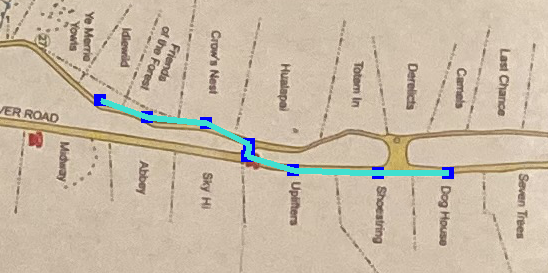 Ye Merrie
Yowls
Idlewild
Friends
of the Forest
Crow's Nest
Hualapai
Totem In
Derelicts
Camels
Last Chance
27
VER ROAD
Midway
Abbey
Sky Hi
Uplifters
Shoestring
Dog House
Seven Trees